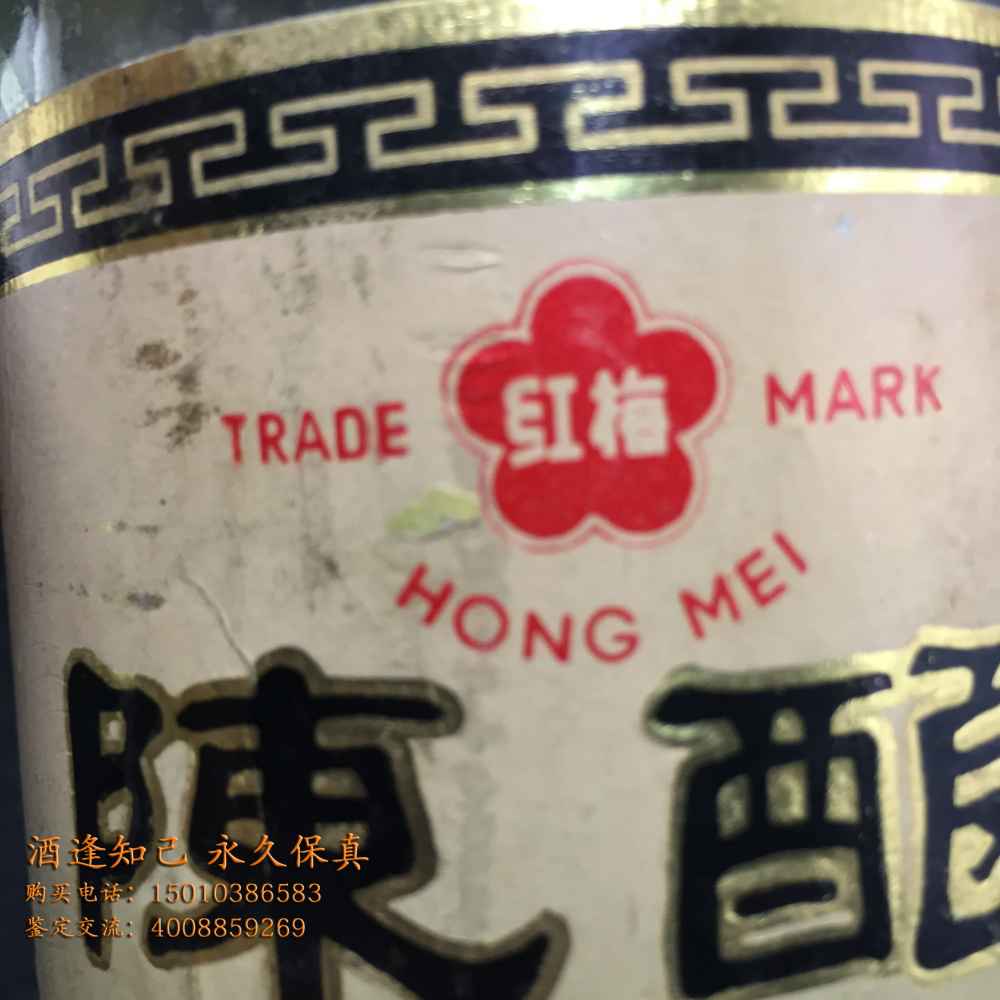 TRADE 红梅 MARK
HONG MEI
陳釀
酒逢知己 永久保真
购买电话：15010386583
鉴定交流：4008859269